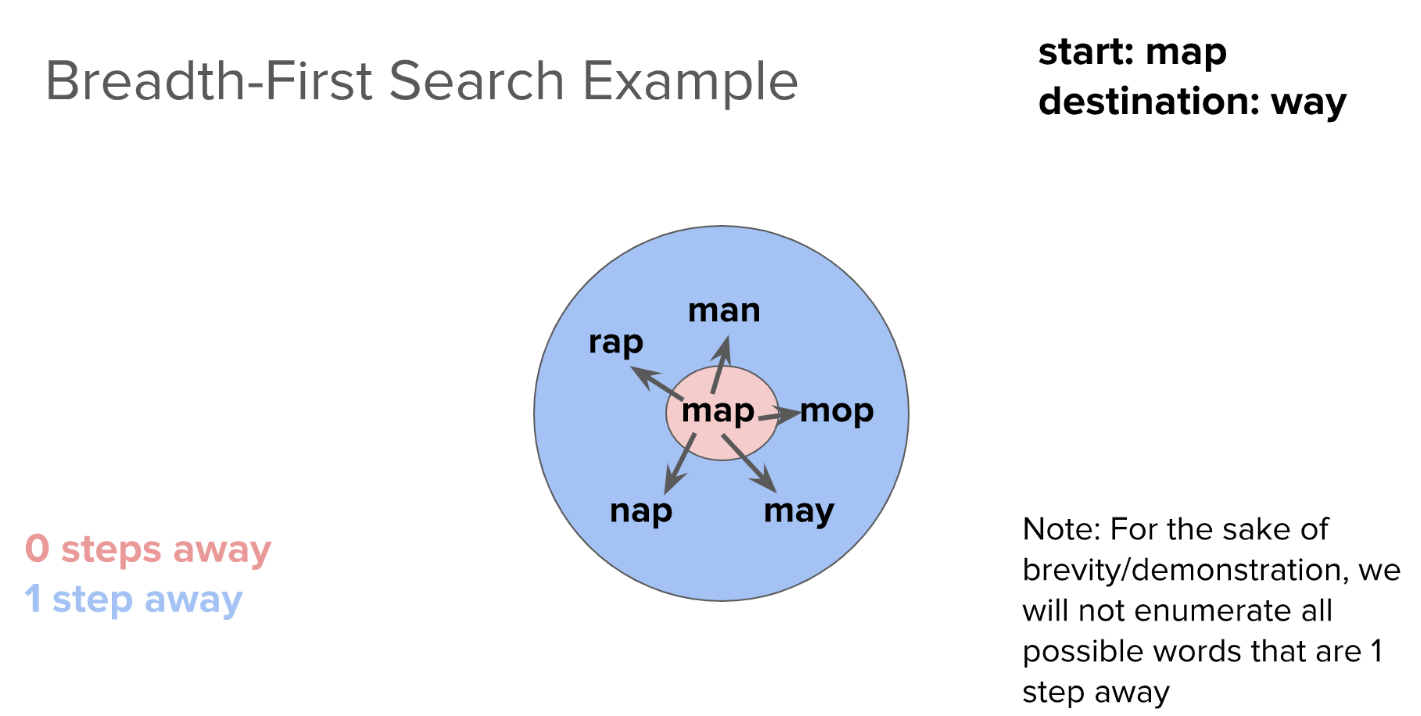 Breadth-First Search Example
start: map
destination: way
man
rap
map
mop
nap
may
0 steps away
1 step away
Note: For the sake of
brevity/demonstration, we
will not enumerate all
possible words that are 1
step away